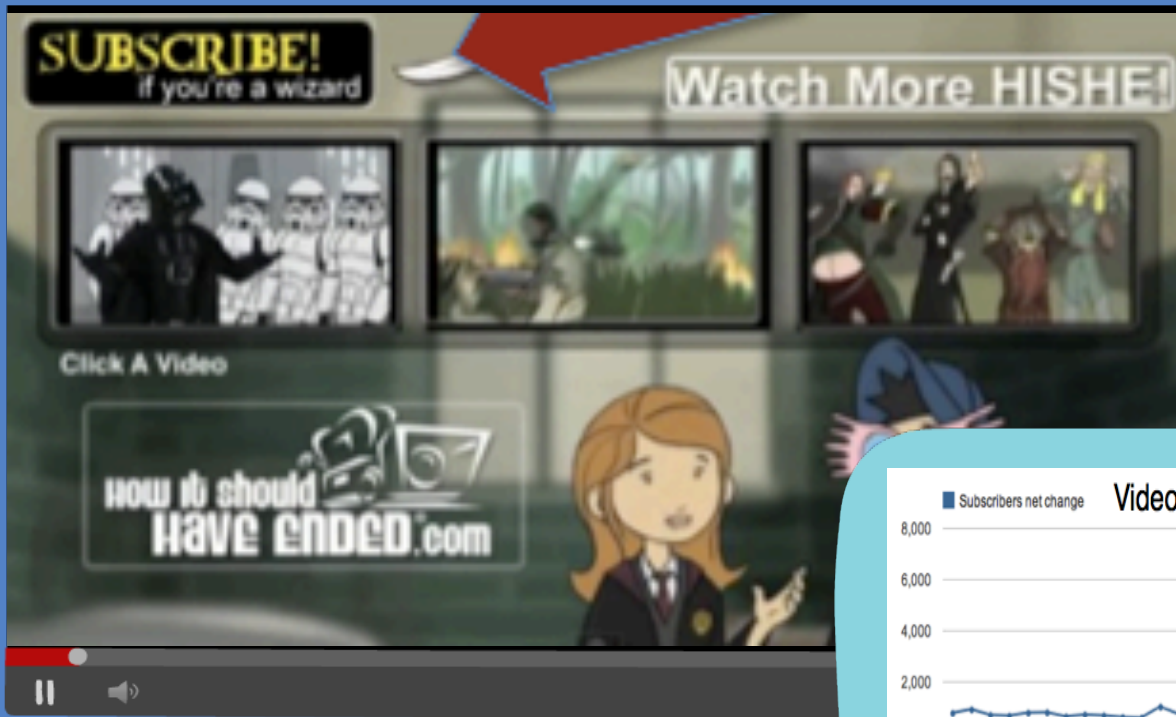 SUBSCRIBE!
if you're a wizard
Watch More HISHE!
Click A Video
HOW it should
HAVE ENDED.com
Subscribers net change
Video
8,000
6,000
4,000
2,000